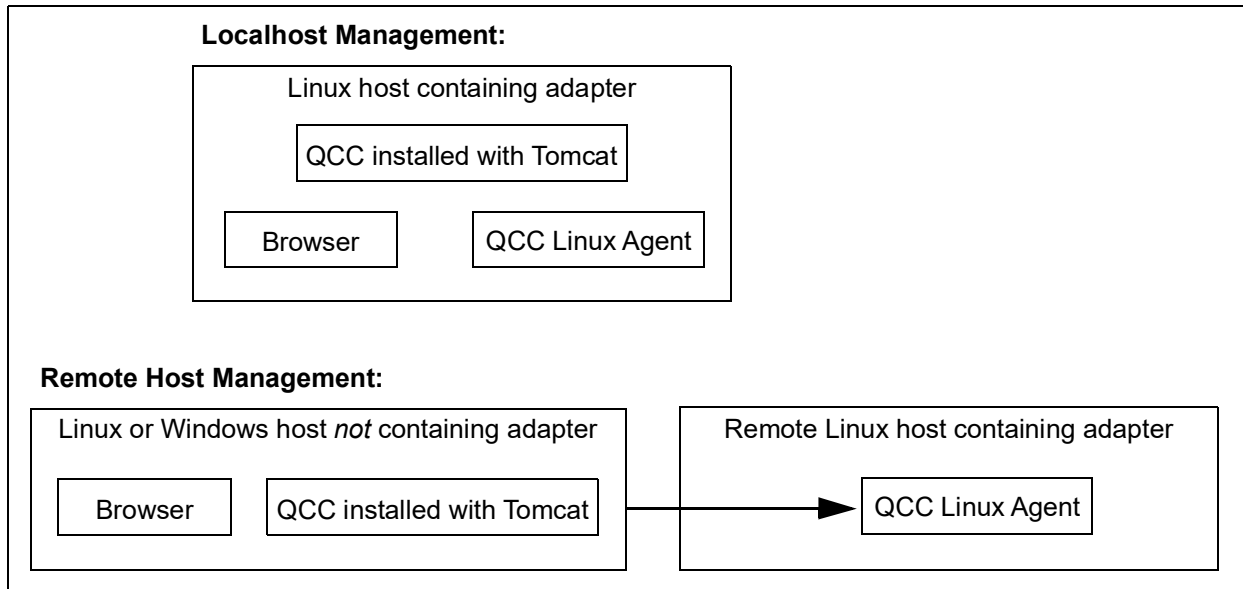 Localhost Management:
Linux host containing adapter
QCC installed with Tomcat
Browser
QCC Linux Agent
Remote Host Management:
Linux or Windows host not containing adapter
Browser
QCC installed with Tomcat
Remote Linux host containing adapter
QCC Linux Agent